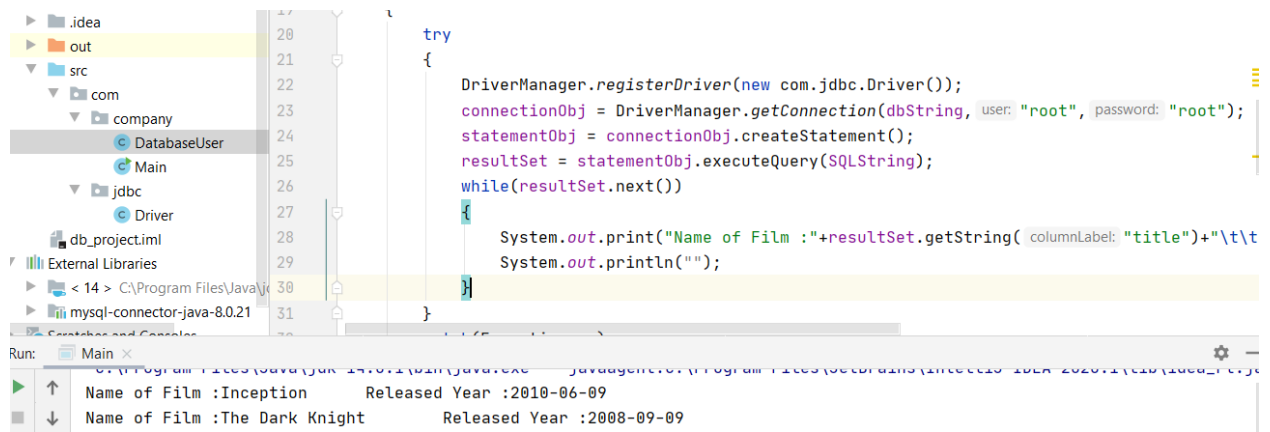 .idea
out
src
com
company
DatabaseUser
Main
jdbc
Driver
db_project.iml
External Libraries
< 14 > C:\Program Files\Java\j
mysql-connector-java-8.0.21
Scratches and Consoles
20 try
21 {
22 DriverManager.registerDriver(new com.jdbc.Driver());
23 connectionObj = DriverManager.getConnection(dbString, user: "root", password: "root");
24 statementObj = connectionObj.createStatement();
25 resultSet = statementObj.executeQuery(SQLString);
26 while(resultSet.next())
27 {
28 System.out.print("Name of Film :"+resultSet.getString( columnLabel: "title")+"\t\t
29 System.out.println("");
30 }
31 }
Run: Main ×
Name of Film :Inception Released Year :2010-06-09
Name of Film :The Dark Knight Released Year :2008-09-09